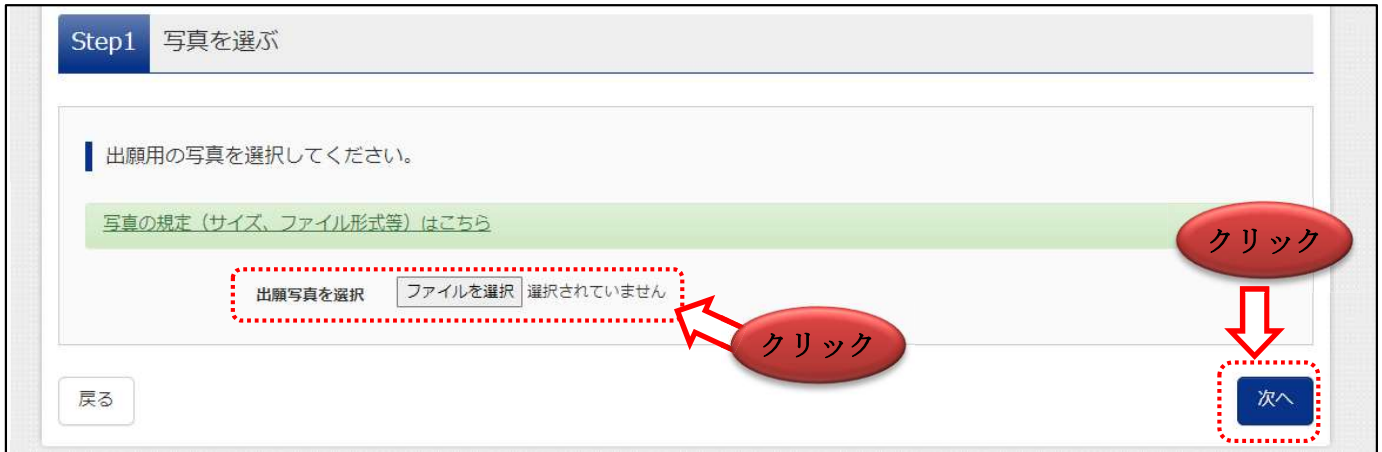 Step1 写真を選ぶ
出願用の写真を選択してください。
写真の規定（サイズ、ファイル形式等）はこちら
クリック
出願写真を選択 ファイルを選択 選択されていません
クリック
戻る
次へ